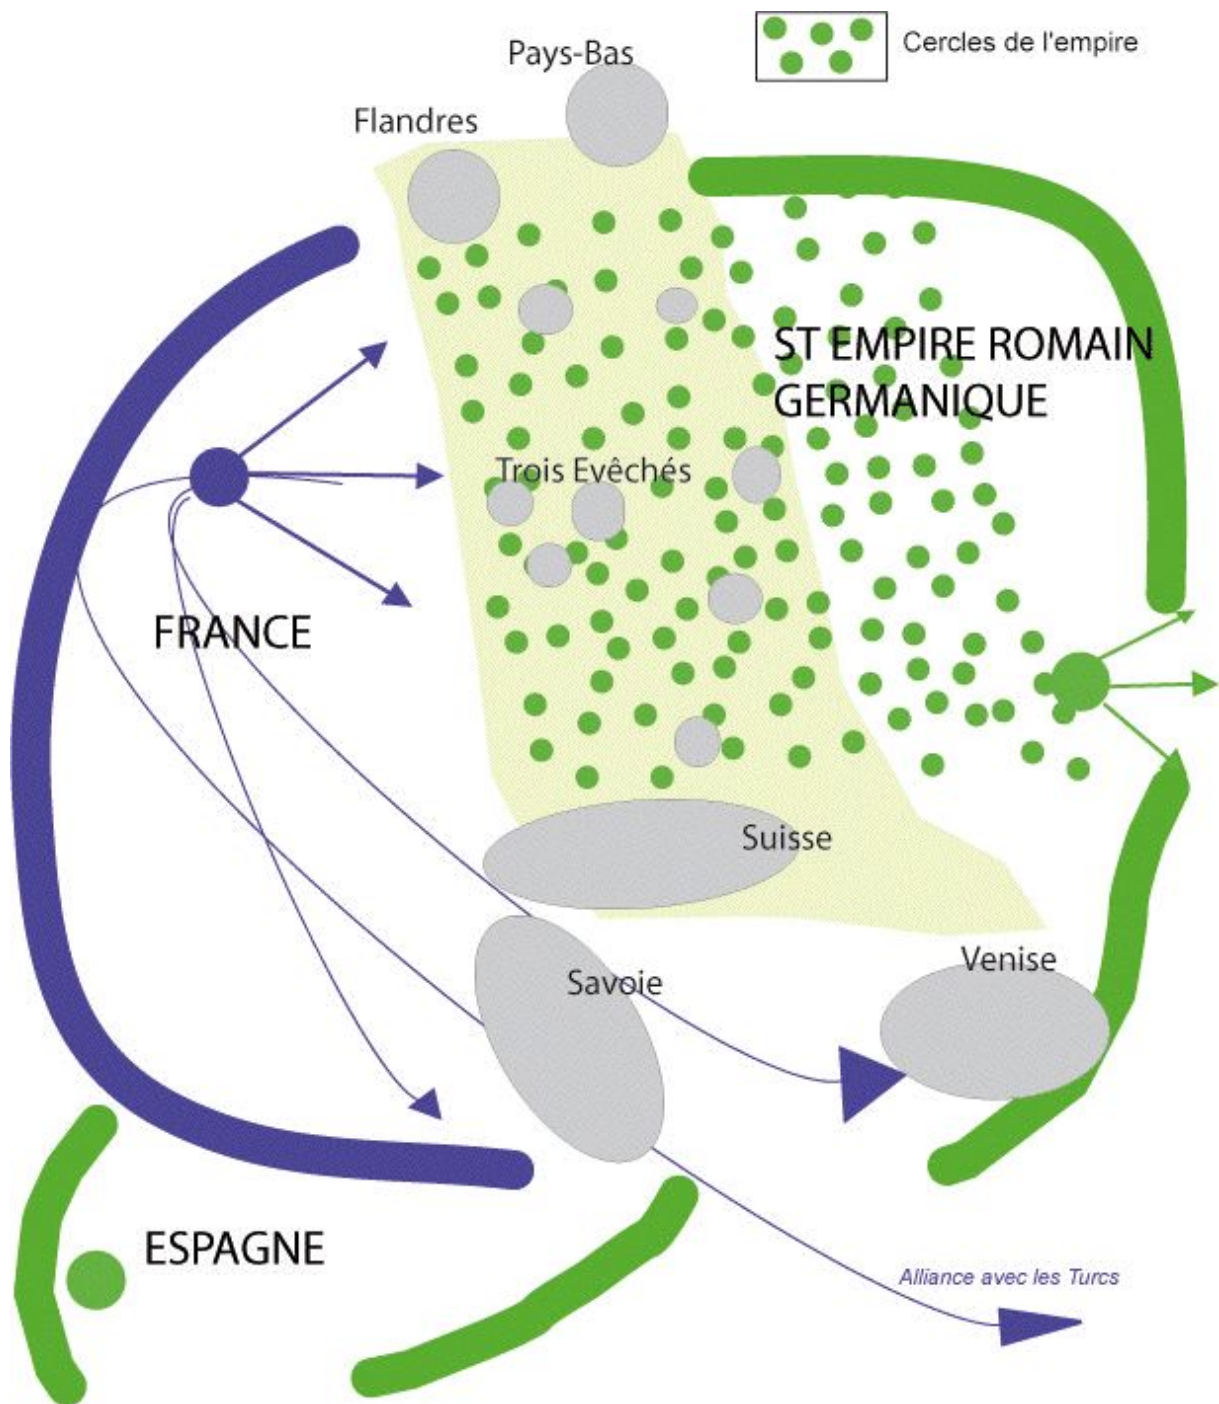 Cercles de l'empire
Pays-Bas
Flandres
ST EMPIRE ROMAIN
GERMANIQUE
Trois Evêchés
FRANCE
Suisse
Venise
Savoie
ESPAGNE
Alliance avec les Turcs